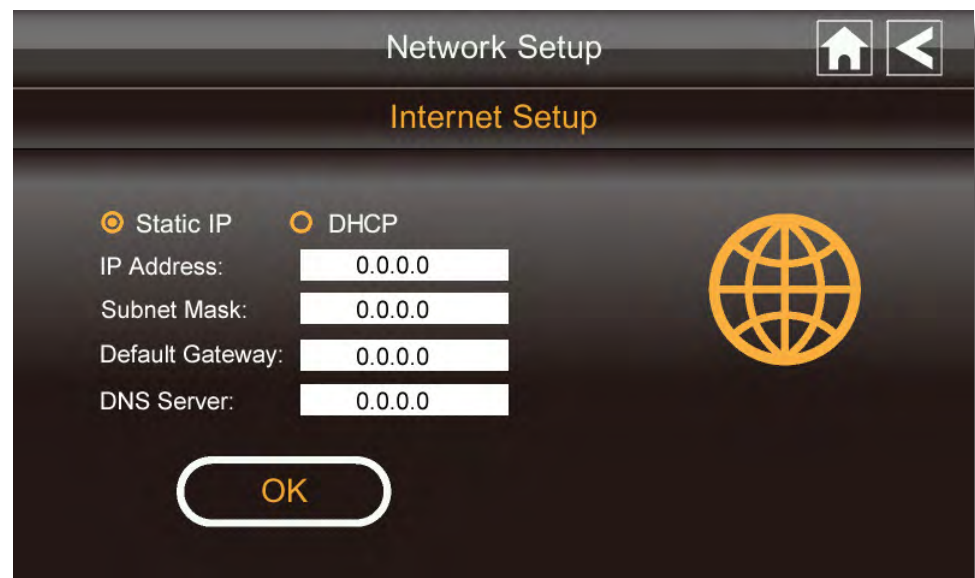 Network Setup
Internet Setup
Static IP DHCP
IP Address: 0.0.0.0
Subnet Mask: 0.0.0.0
Default Gateway: 0.0.0.0
DNS Server: 0.0.0.0
OK